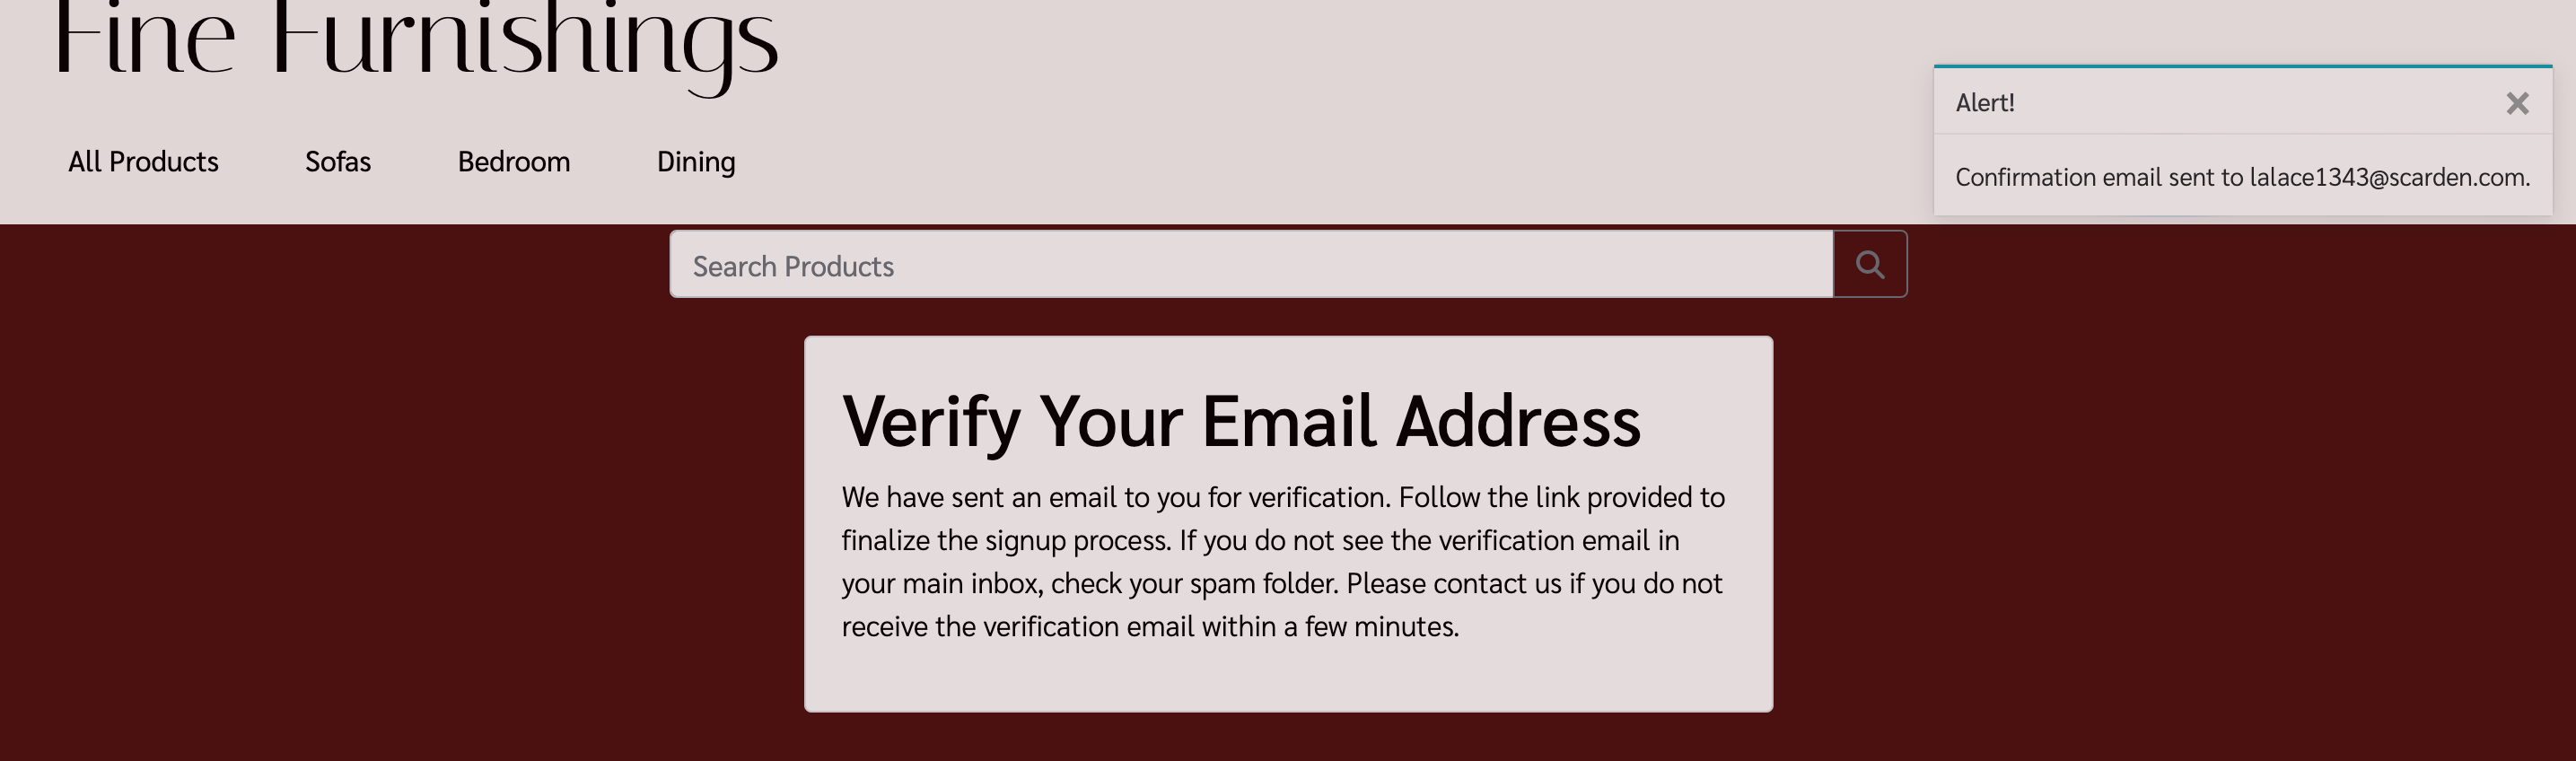 Fine Furnishings
Alert!
All Products Sofas Bedroom Dining
Confirmation email sent to lalace1343@scarden.com.
Search Products
Verify Your Email Address
We have sent an email to you for verification. Follow the link provided to
finalize the signup process. If you do not see the verification email in
your main inbox, check your spam folder. Please contact us if you do not
receive the verification email within a few minutes.